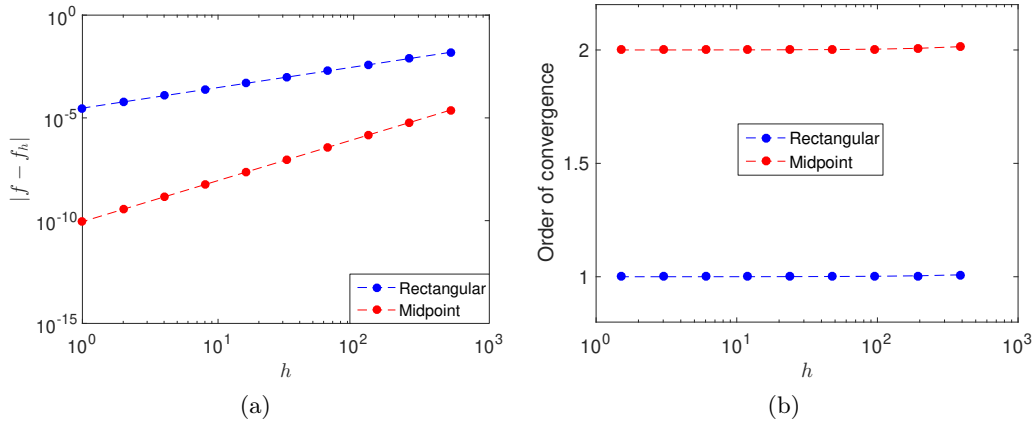 10^0
10^-5
10^-10
10^-15
|f − f_h|
Rectangular
Midpoint
10^0 10^1 10^2 10^3
h
(a)
2
1.5
1
Order of convergence
Rectangular
Midpoint
10^0 10^1 10^2 10^3
h
(b)